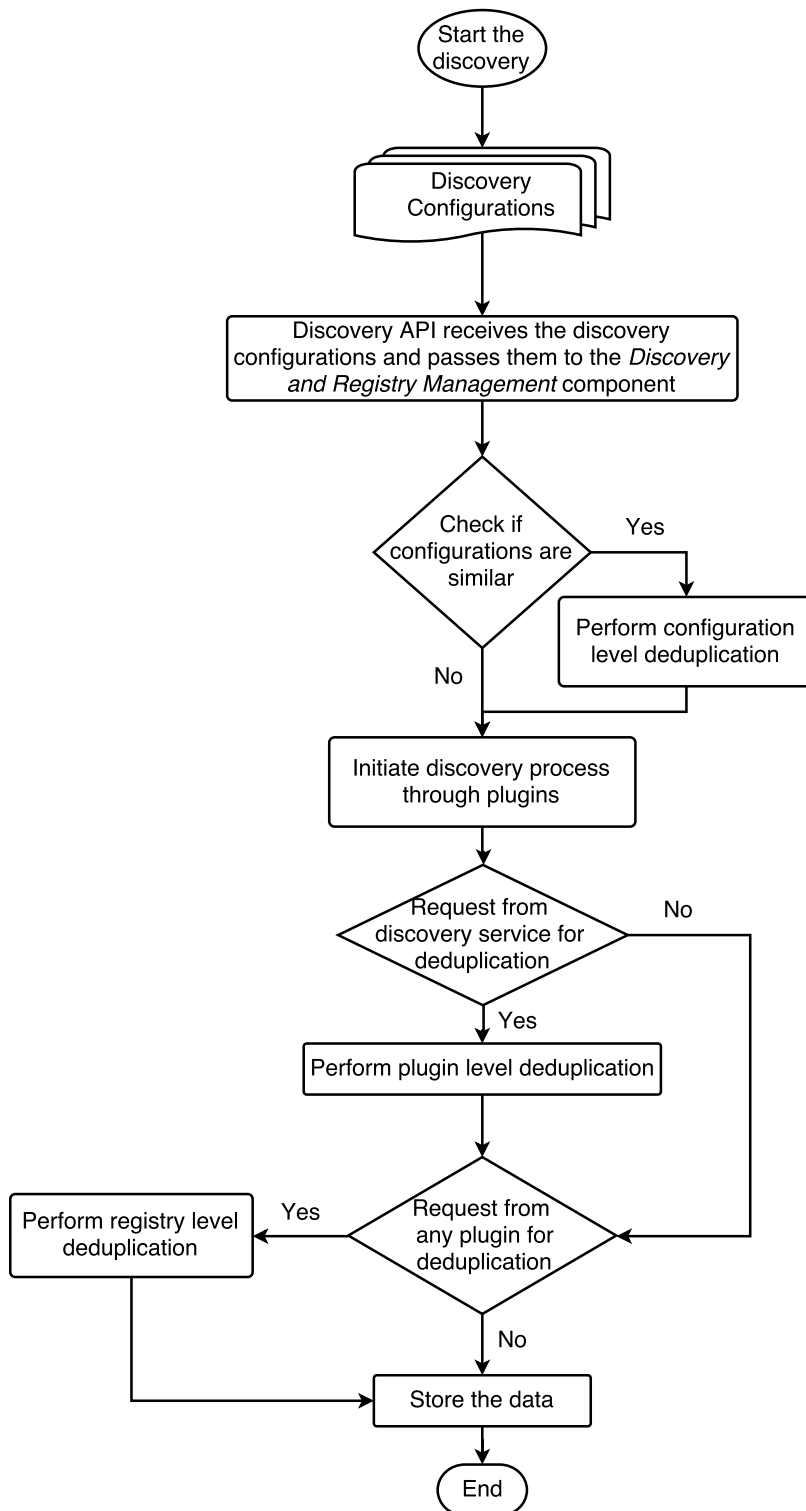 Start the
discovery
Discovery
Configurations
Discovery API receives the discovery
configurations and passes them to the Discovery
and Registry Management component
Check if
configurations are
similar
Yes
Perform configuration
level deduplication
No
Initiate discovery process
through plugins
Request from
discovery service for
deduplication
No
Yes
Perform plugin level deduplication
Request from
any plugin for
deduplication
Yes
Perform registry level
deduplication
No
Store the data
End